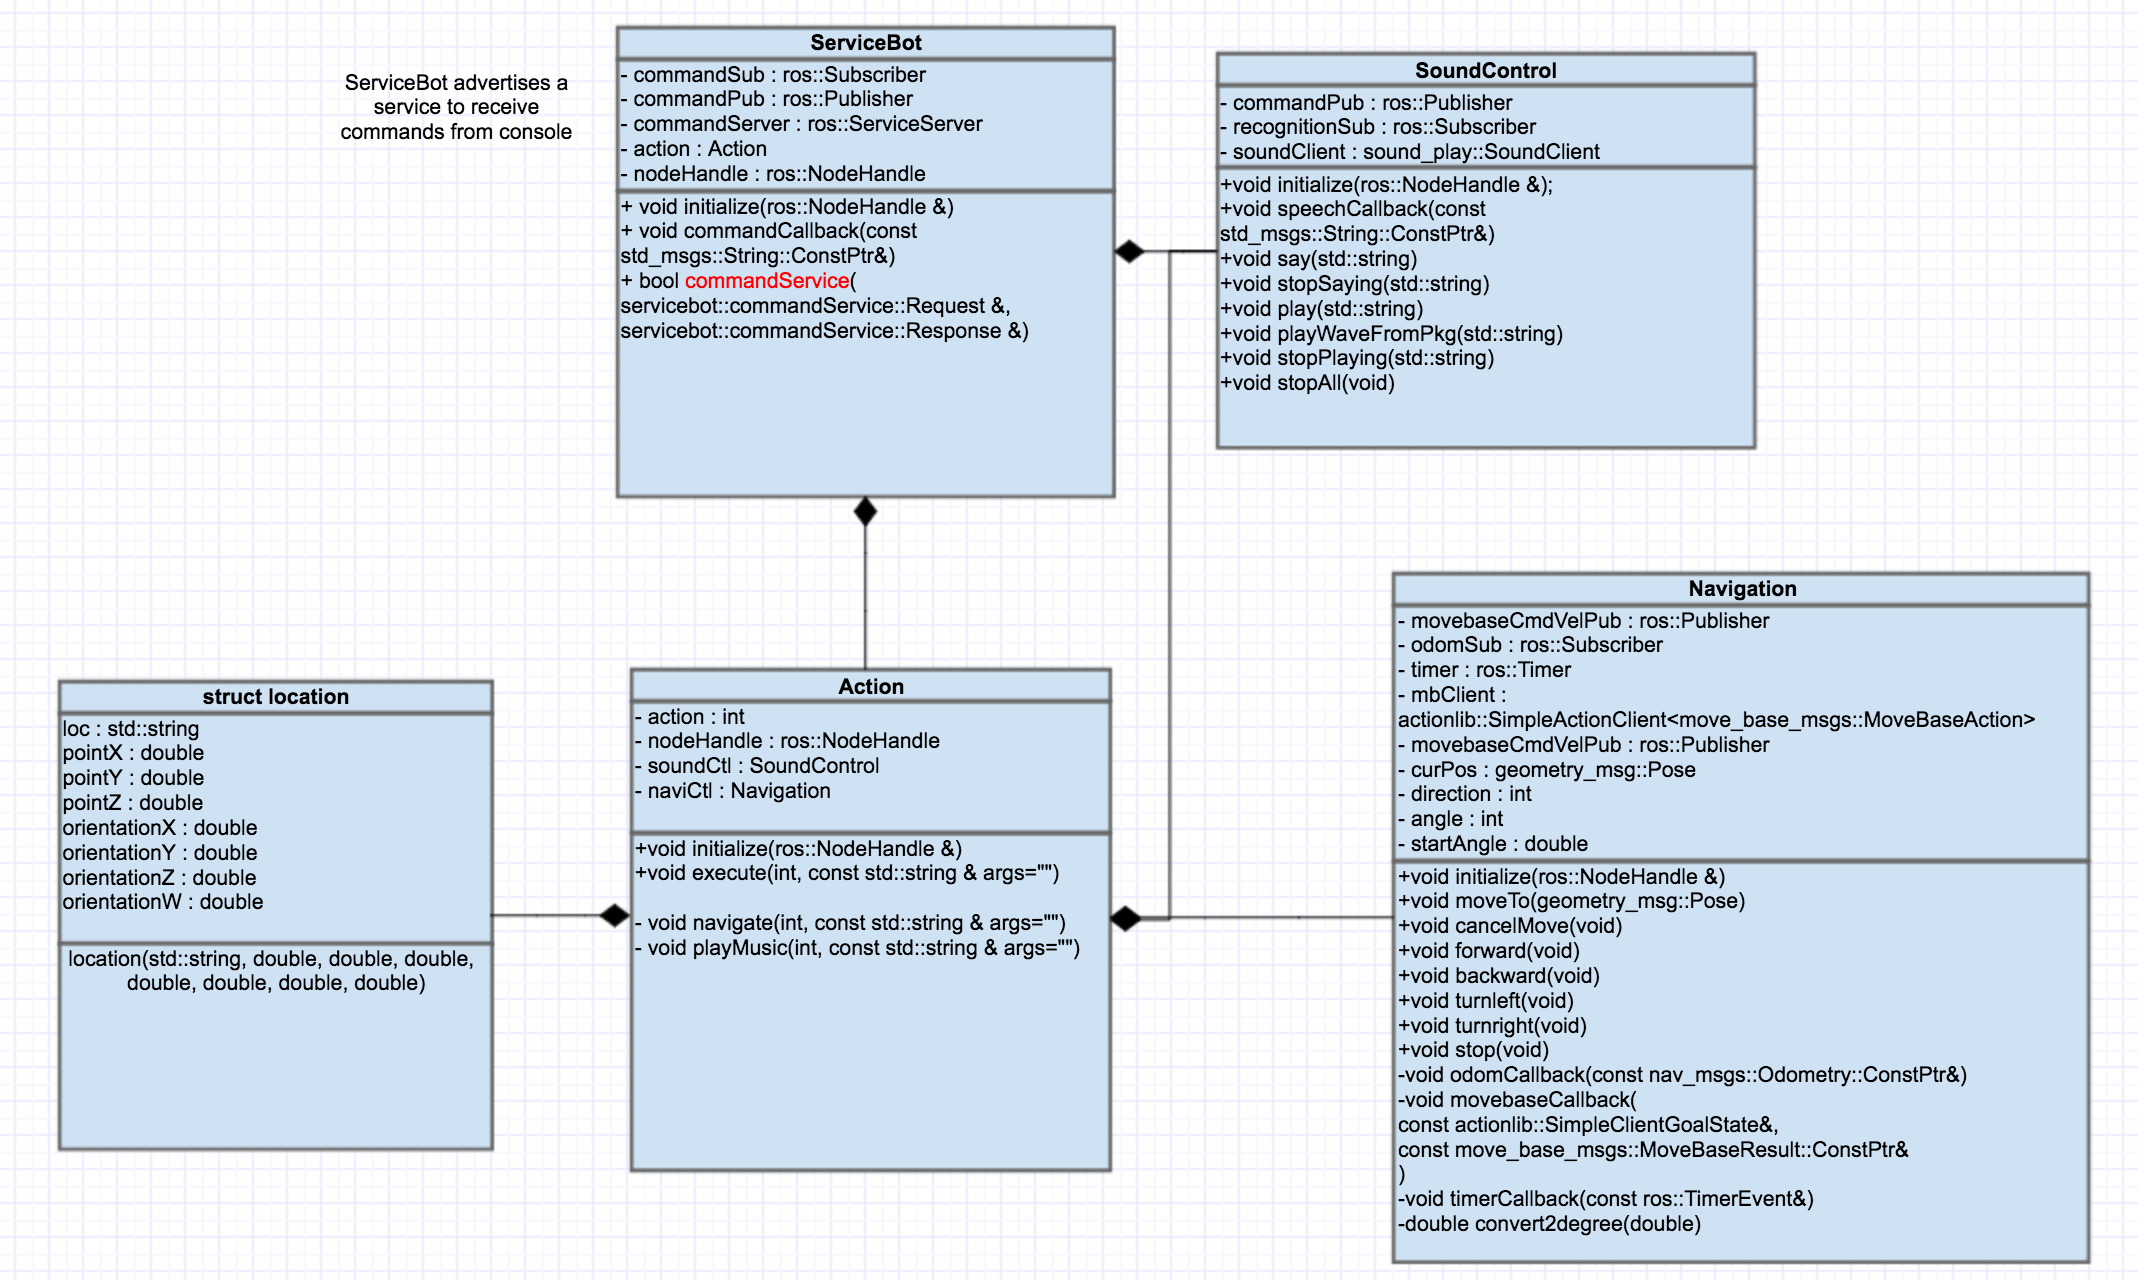 ServiceBot advertises a
service to receive
commands from console
ServiceBot
- commandSub : ros::Subscriber
- commandPub : ros::Publisher
- commandServer : ros::ServiceServer
- action : Action
- nodeHandle : ros::NodeHandle
+ void initialize(ros::NodeHandle &)
+ void commandCallback(const
std_msgs::String::ConstPtr&)
+ bool commandService(
servicebot::commandService::Request &,
servicebot::commandService::Response &)
SoundControl
- commandPub : ros::Publisher
- recognitionSub : ros::Subscriber
- soundClient : sound_play::SoundClient
+void initialize(ros::NodeHandle &);
+void speechCallback(const
std_msgs::String::ConstPtr&)
+void say(std::string)
+void stopSaying(std::string)
+void play(std::string)
+void playWaveFromPkg(std::string)
+void stopPlaying(std::string)
+void stopAll(void)
struct location
loc : std::string
pointX : double
pointY : double
pointZ : double
orientationX : double
orientationY : double
orientationZ : double
orientationW : double
location(std::string, double, double, double,
double, double, double, double)
Action
- action : int
- nodeHandle : ros::NodeHandle
- soundCtl : SoundControl
- naviCtl : Navigation
+void initialize(ros::NodeHandle &)
+void execute(int, const std::string & args="")
- void navigate(int, const std::string & args="")
- void playMusic(int, const std::string & args="")
Navigation
- movebaseCmdVelPub : ros::Publisher
- odomSub : ros::Subscriber
- timer : ros::Timer
- mbClient :
actionlib::SimpleActionClient<move_base_msgs::MoveBaseAction>
- movebaseCmdVelPub : ros::Publisher
- curPos : geometry_msg::Pose
- direction : int
- angle : int
- startAngle : double
+void initialize(ros::NodeHandle &)
+void moveTo(geometry_msg::Pose)
+void cancelMove(void)
+void forward(void)
+void backward(void)
+void turnleft(void)
+void turnright(void)
+void stop(void)
-void odomCallback(const nav_msgs::Odometry::ConstPtr&)
-void movebaseCallback(
const actionlib::SimpleClientGoalState&,
const move_base_msgs::MoveBaseResult::ConstPtr&
)
-void timerCallback(const ros::TimerEvent&)
-double convert2degree(double)